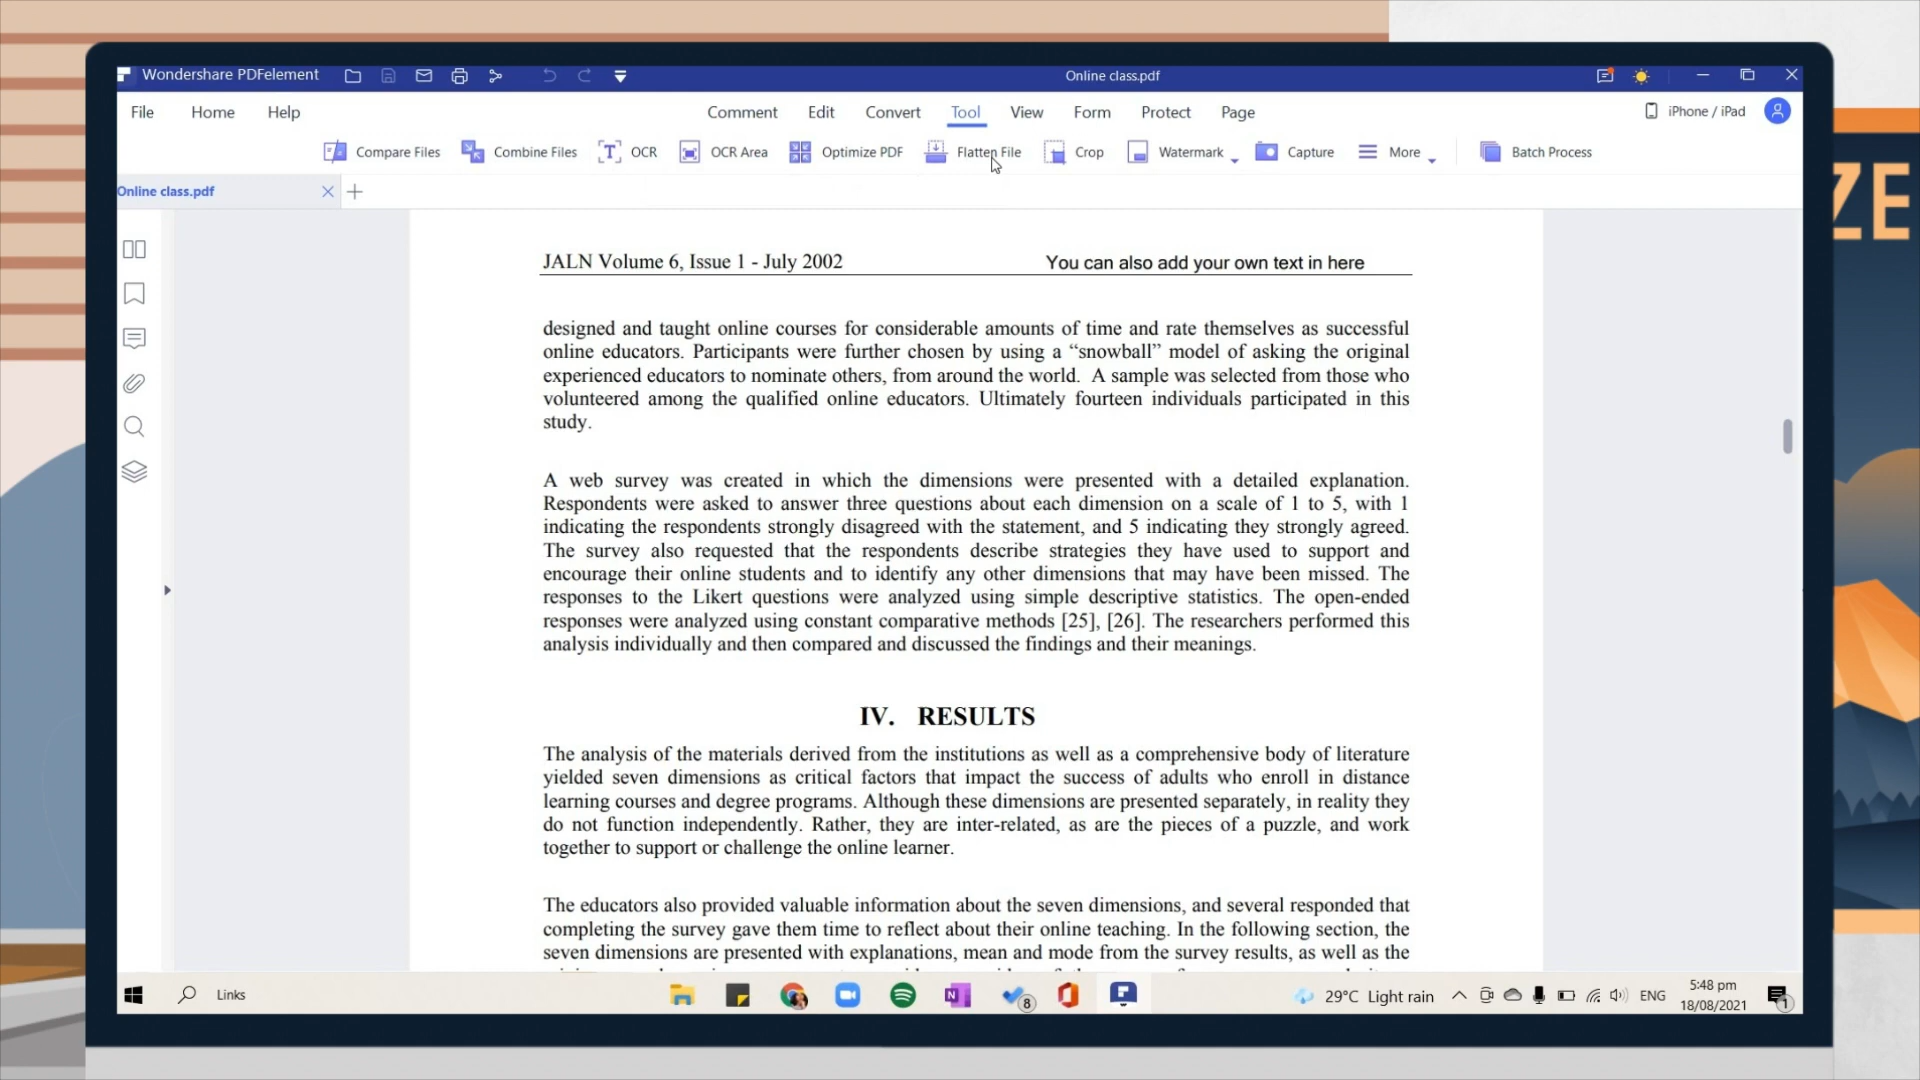 Wondershare PDFelement
Online class.pdf
File
Home
Help
Comment
Edit
Convert
Tool
View
Form
Protect
Page
iPhone / iPad
Compare Files
Combine Files
OCR
OCR Area
Optimize PDF
Flatten File
Crop
Watermark
Capture
More
Batch Process
Online class.pdf
ZE
JALN Volume 6, Issue 1 - July 2002
You can also add your own text in here
designed and taught online courses for considerable amounts of time and rate themselves as successful
online educators. Participants were further chosen by using a “snowball” model of asking the original
experienced educators to nominate others, from around the world. A sample was selected from those who
volunteered among the qualified online educators. Ultimately fourteen individuals participated in this
study.
A web survey was created in which the dimensions were presented with a detailed explanation.
Respondents were asked to answer three questions about each dimension on a scale of 1 to 5, with 1
indicating the respondents strongly disagreed with the statement, and 5 indicating they strongly agreed.
The survey also requested that the respondents describe strategies they have used to support and
encourage their online students and to identify any other dimensions that may have been missed. The
responses to the Likert questions were analyzed using simple descriptive statistics. The open-ended
responses were analyzed using constant comparative methods [25], [26]. The researchers performed this
analysis individually and then compared and discussed the findings and their meanings.
IV. RESULTS
The analysis of the materials derived from the institutions as well as a comprehensive body of literature
yielded seven dimensions as critical factors that impact the success of adults who enroll in distance
learning courses and degree programs. Although these dimensions are presented separately, in reality they
do not function independently. Rather, they are inter-related, as are the pieces of a puzzle, and work
together to support or challenge the online learner.
The educators also provided valuable information about the seven dimensions, and several responded that
completing the survey gave them time to reflect about their online teaching. In the following section, the
seven dimensions are presented with explanations, mean and mode from the survey results, as well as the
Links
8
29°C Light rain
ENG
5:48 pm
18/08/2021
1